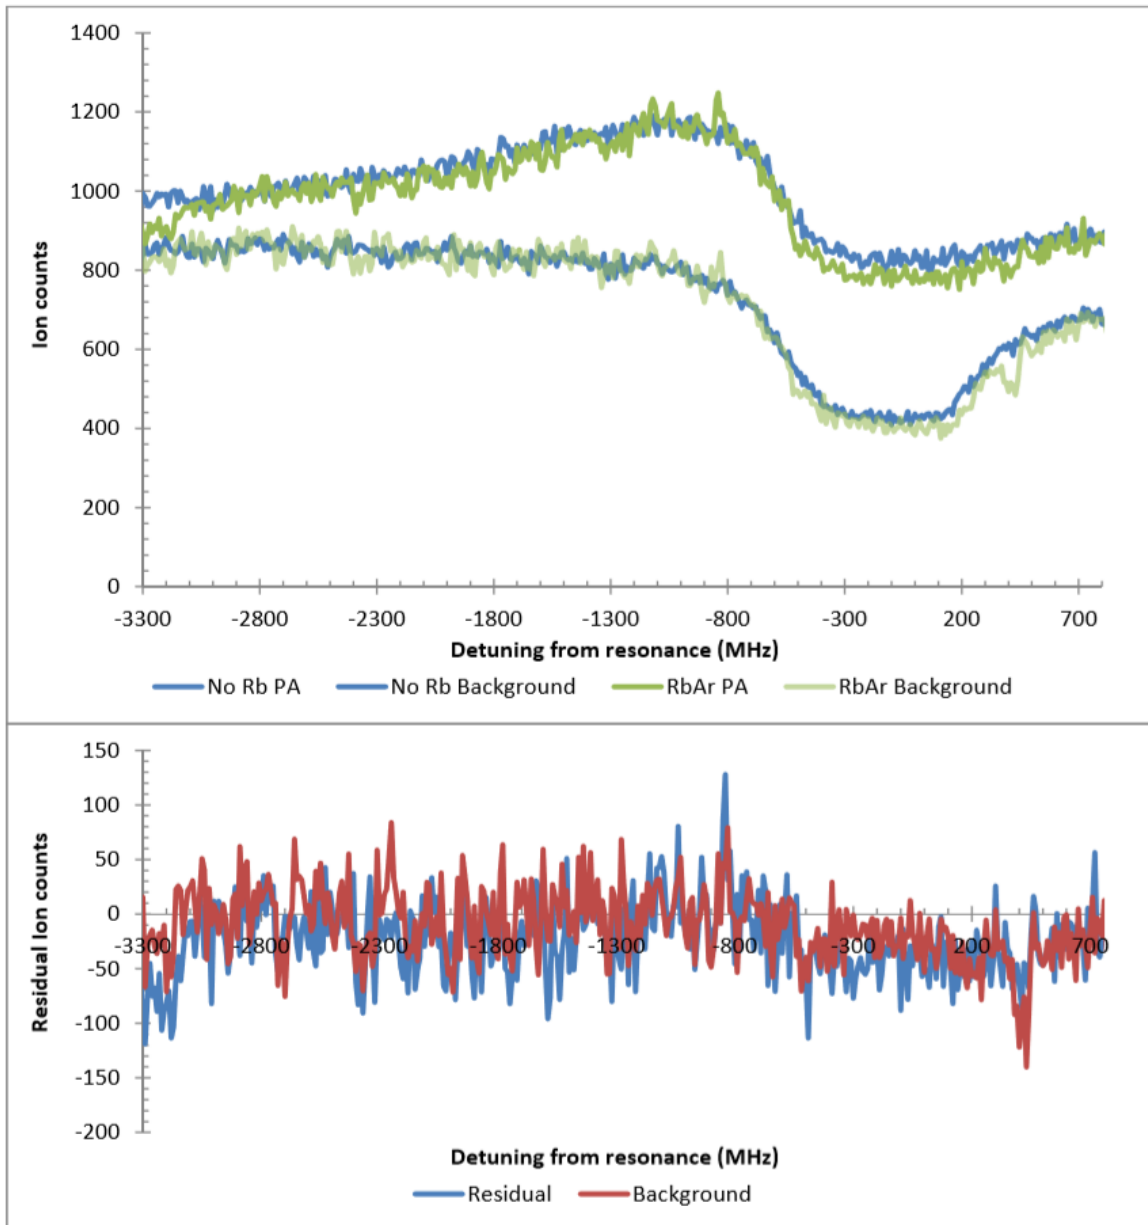 1400
1200
1000
800
600
400
200
0
Ion counts
-3300 -2800 -2300 -1800 -1300 -800 -300 200 700
Detuning from resonance (MHz)
No Rb PA No Rb Background RbAr PA RbAr Background
150
100
50
0
-50
-100
-150
-200
Residual Ion counts
-3300 -2800 -2300 -1800 -1300 -800 -300 200 700
Detuning from resonance (MHz)
Residual Background